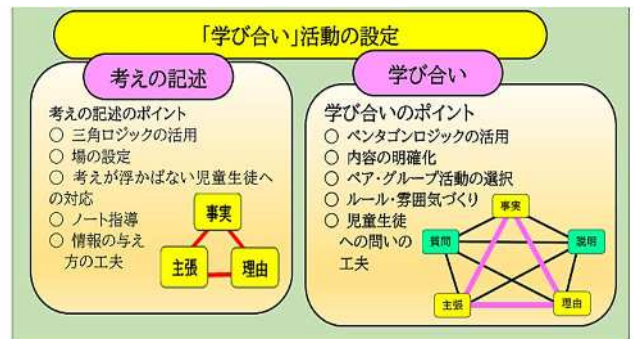 「学び合い」活動の設定
考えの記述
考えの記述のポイント
○ 三角ロジックの活用
○ 場の設定
○ 考えが浮かばない児童生徒へ
の対応
○ ノート指導
○ 情報の与え
方の工夫
事実
主張
理由
学び合い
学び合いのポイント
○ ペンタゴンロジックの活用
○ 内容の明確化
○ ペア・グループ活動の選択
○ ルール・雰囲気づくり
○ 児童生徒
への問いの
工夫
事実
質問
説明
主張
理由